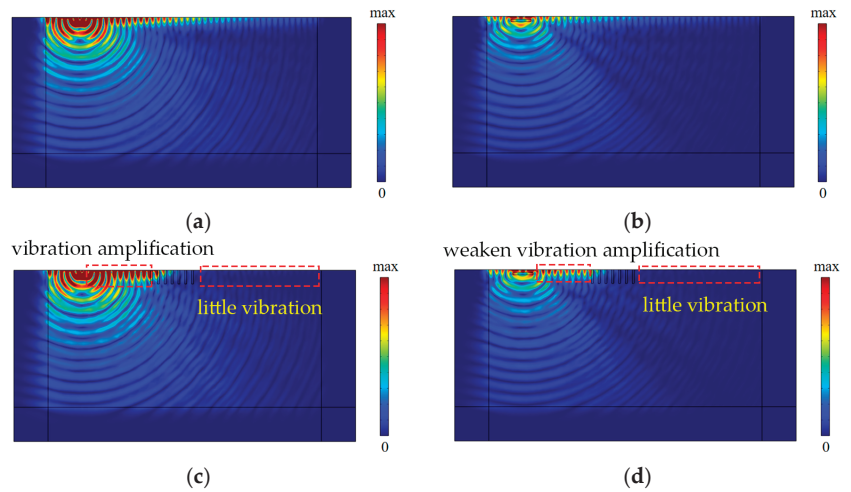 max
0
(a)
max
0
(b)
vibration amplification
max
little vibration
0
(c)
weaken vibration amplification
max
little vibration
0
(d)